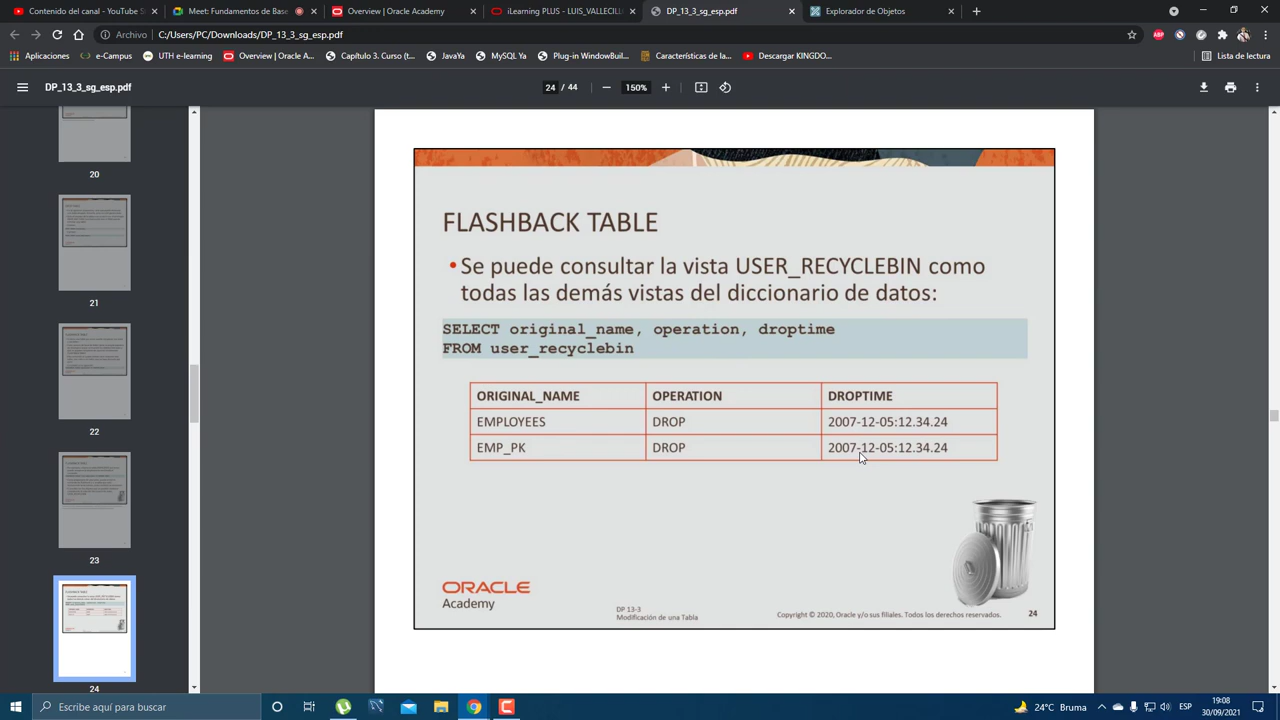 Contenido del canal - YouTube S
Meet: Fundamentos de Base
Overview | Oracle Academy
iLearning PLUS - LUIS_VALLECILL
DP_13_3_sg_esp.pdf
Explorador de Objetos
Archivo
C:/Users/PC/Downloads/DP_13_3_sg_esp.pdf
Aplicaciones
e-Campus
UTH e-learning
Overview | Oracle A...
Capítulo 3. Curso (t...
JavaYa
MySQL Ya
Plug-in WindowBuil...
Características de la...
Descargar KINGDO...
Lista de lectura
DP_13_3_sg_esp.pdf
24 / 44
150%
20
21
22
23
24
FLASHBACK TABLE
• Se puede consultar la vista USER_RECYCLEBIN como
todas las demás vistas del diccionario de datos:
SELECT original_name, operation, droptime
FROM user_recyclebin
ORIGINAL_NAME OPERATION DROPTIME
EMPLOYEES DROP 2007-12-05:12.34.24
EMP_PK DROP 2007-12-05:12.34.24
ORACLE
Academy
DP 13-3
Modificación de una Tabla
Copyright © 2020, Oracle y/o sus filiales. Todos los derechos reservados.
24
Escribe aquí para buscar
24°C Bruma
ESP
19:08
30/09/2021